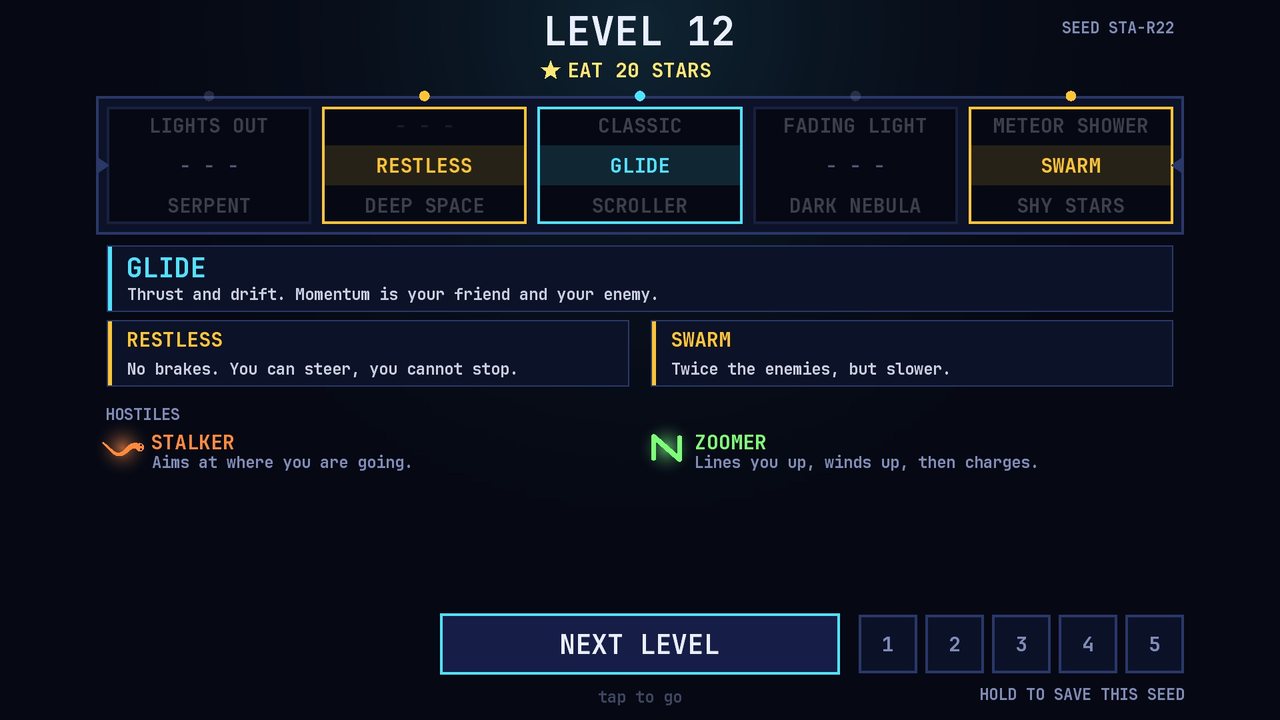 LEVEL 12
SEED STA-R22
EAT 20 STARS
LIGHTS OUT
- - -
SERPENT
- - -
RESTLESS
DEEP SPACE
CLASSIC
GLIDE
SCROLLER
FADING LIGHT
- - -
DARK NEBULA
METEOR SHOWER
SWARM
SHY STARS
GLIDE
Thrust and drift. Momentum is your friend and your enemy.
RESTLESS
No brakes. You can steer, you cannot stop.
SWARM
Twice the enemies, but slower.
HOSTILES
STALKER
Aims at where you are going.
ZOOMER
Lines you up, winds up, then charges.
NEXT LEVEL
1 2 3 4 5
tap to go
HOLD TO SAVE THIS SEED